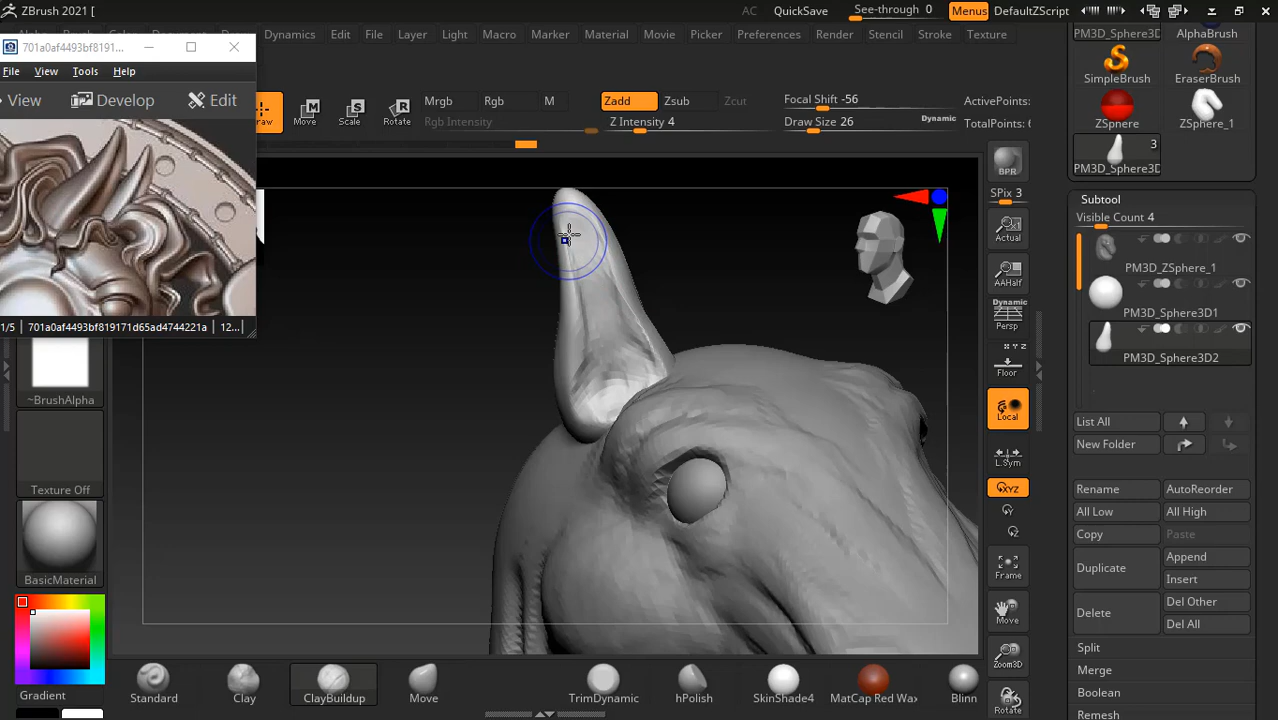 ZBrush 2021 [
AC
QuickSave
See-through 0
Menus
DefaultZScript
701a0af4493bf8191...
File View Tools Help
View
Develop
Edit
1/5
701a0af4493bf819171d65ad4744221a
12...
Dynamics
Edit
File
Layer
Light
Macro
Marker
Material
Movie
Picker
Preferences
Render
Stencil
Stroke
Texture
Draw
Move
Scale
Rotate
Mrgb
Rgb
M
Rgb Intensity
Zadd
Zsub
Zcut
Z Intensity 4
Focal Shift -56
Draw Size 26
Dynamic
ActivePoints:
TotalPoints: 6
~BrushAlpha
Texture Off
BasicMaterial
Gradient
BPR
SPix 3
Actual
AAHalf
Dynamic
Persp
X Y Z
Floor
Local
L.Sym
XYZ
Y
Z
Frame
Move
Zoom3D
Rotate
PM3D_Sphere3D
AlphaBrush
SimpleBrush
EraserBrush
ZSphere
ZSphere_1
3
PM3D_Sphere3D
Subtool
Visible Count 4
PM3D_ZSphere_1
PM3D_Sphere3D1
PM3D_Sphere3D2
List All
New Folder
Rename
AutoReorder
All Low
All High
Copy
Paste
Duplicate
Append
Insert
Delete
Del Other
Del All
Split
Merge
Boolean
Remesh
Standard
Clay
ClayBuildup
Move
TrimDynamic
hPolish
SkinShade4
MatCap Red Wa
Blinn